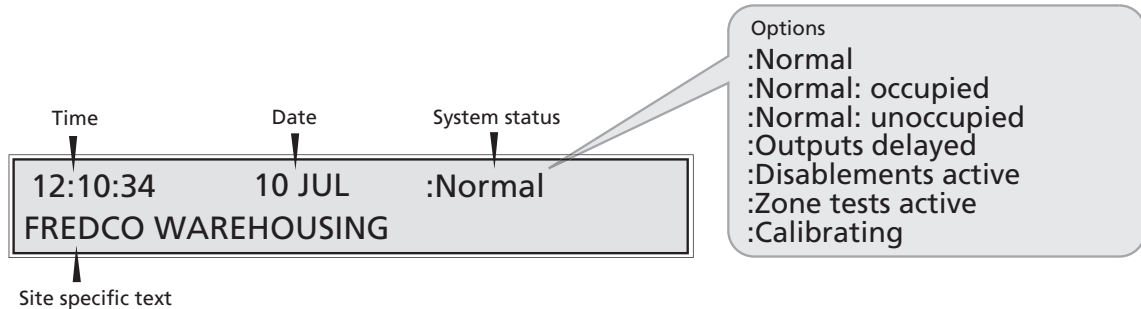 Options
:Normal
:Normal: occupied
:Normal: unoccupied
:Outputs delayed
:Disablements active
:Zone tests active
:Calibrating
Time Date System status
12:10:34 10 JUL :Normal
FREDCO WAREHOUSING
Site specific text